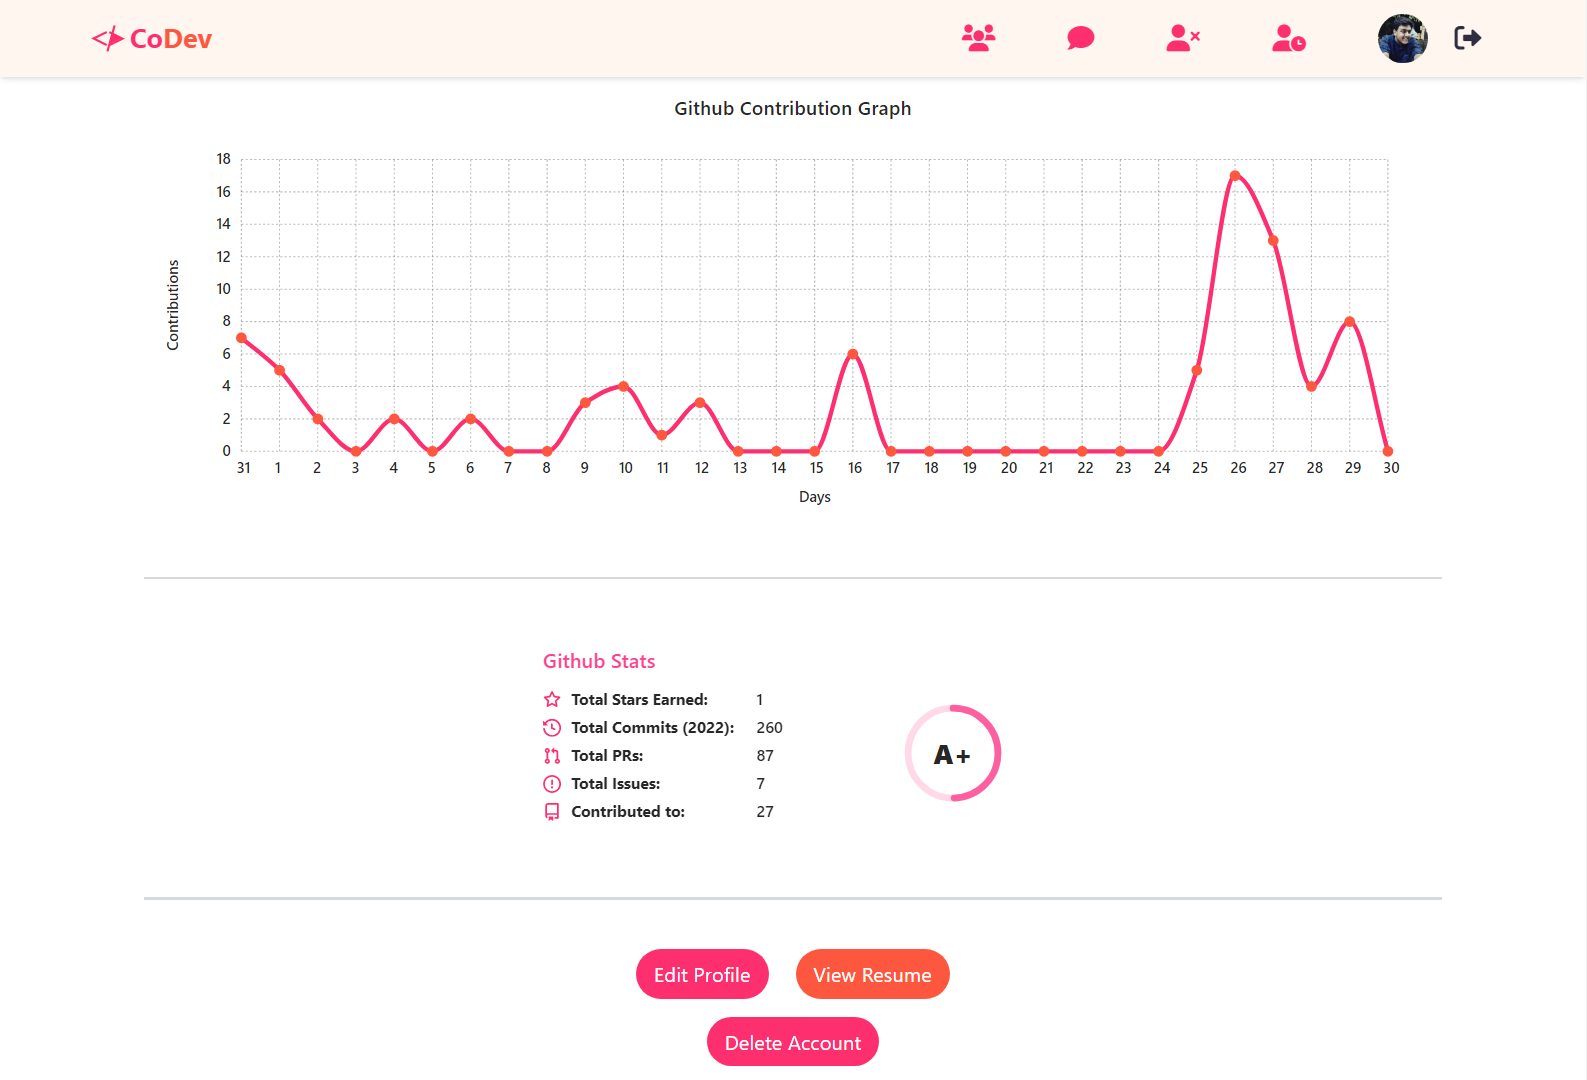 CoDev
Github Contribution Graph
18
16
14
12
10
8
6
4
2
0
Contributions
31 1 2 3 4 5 6 7 8 9 10 11 12 13 14 15 16 17 18 19 20 21 22 23 24 25 26 27 28 29 30
Days
Github Stats
Total Stars Earned: 1
Total Commits (2022): 260
Total PRs: 87
Total Issues: 7
Contributed to: 27
A+
Edit Profile View Resume
Delete Account